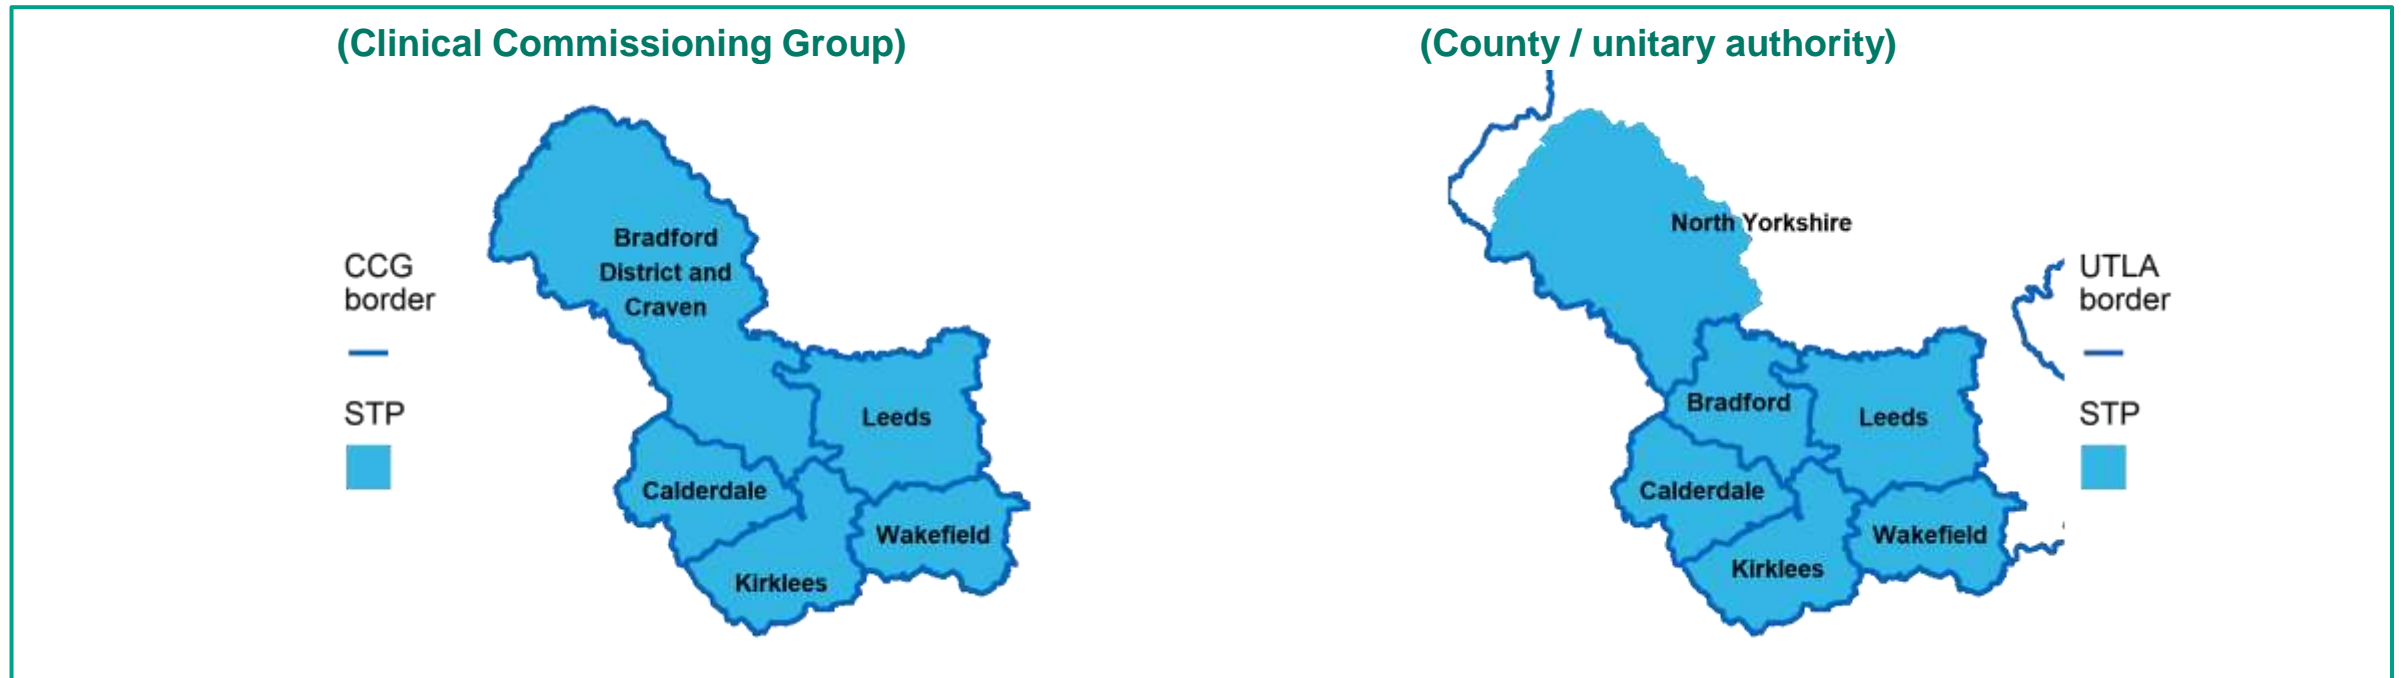 (Clinical Commissioning Group)
CCG
border
STP
Bradford
District and
Craven
Leeds
Calderdale
Wakefield
Kirklees
(County / unitary authority)
North Yorkshire
Bradford
Leeds
Calderdale
Wakefield
Kirklees
UTLA
border
STP